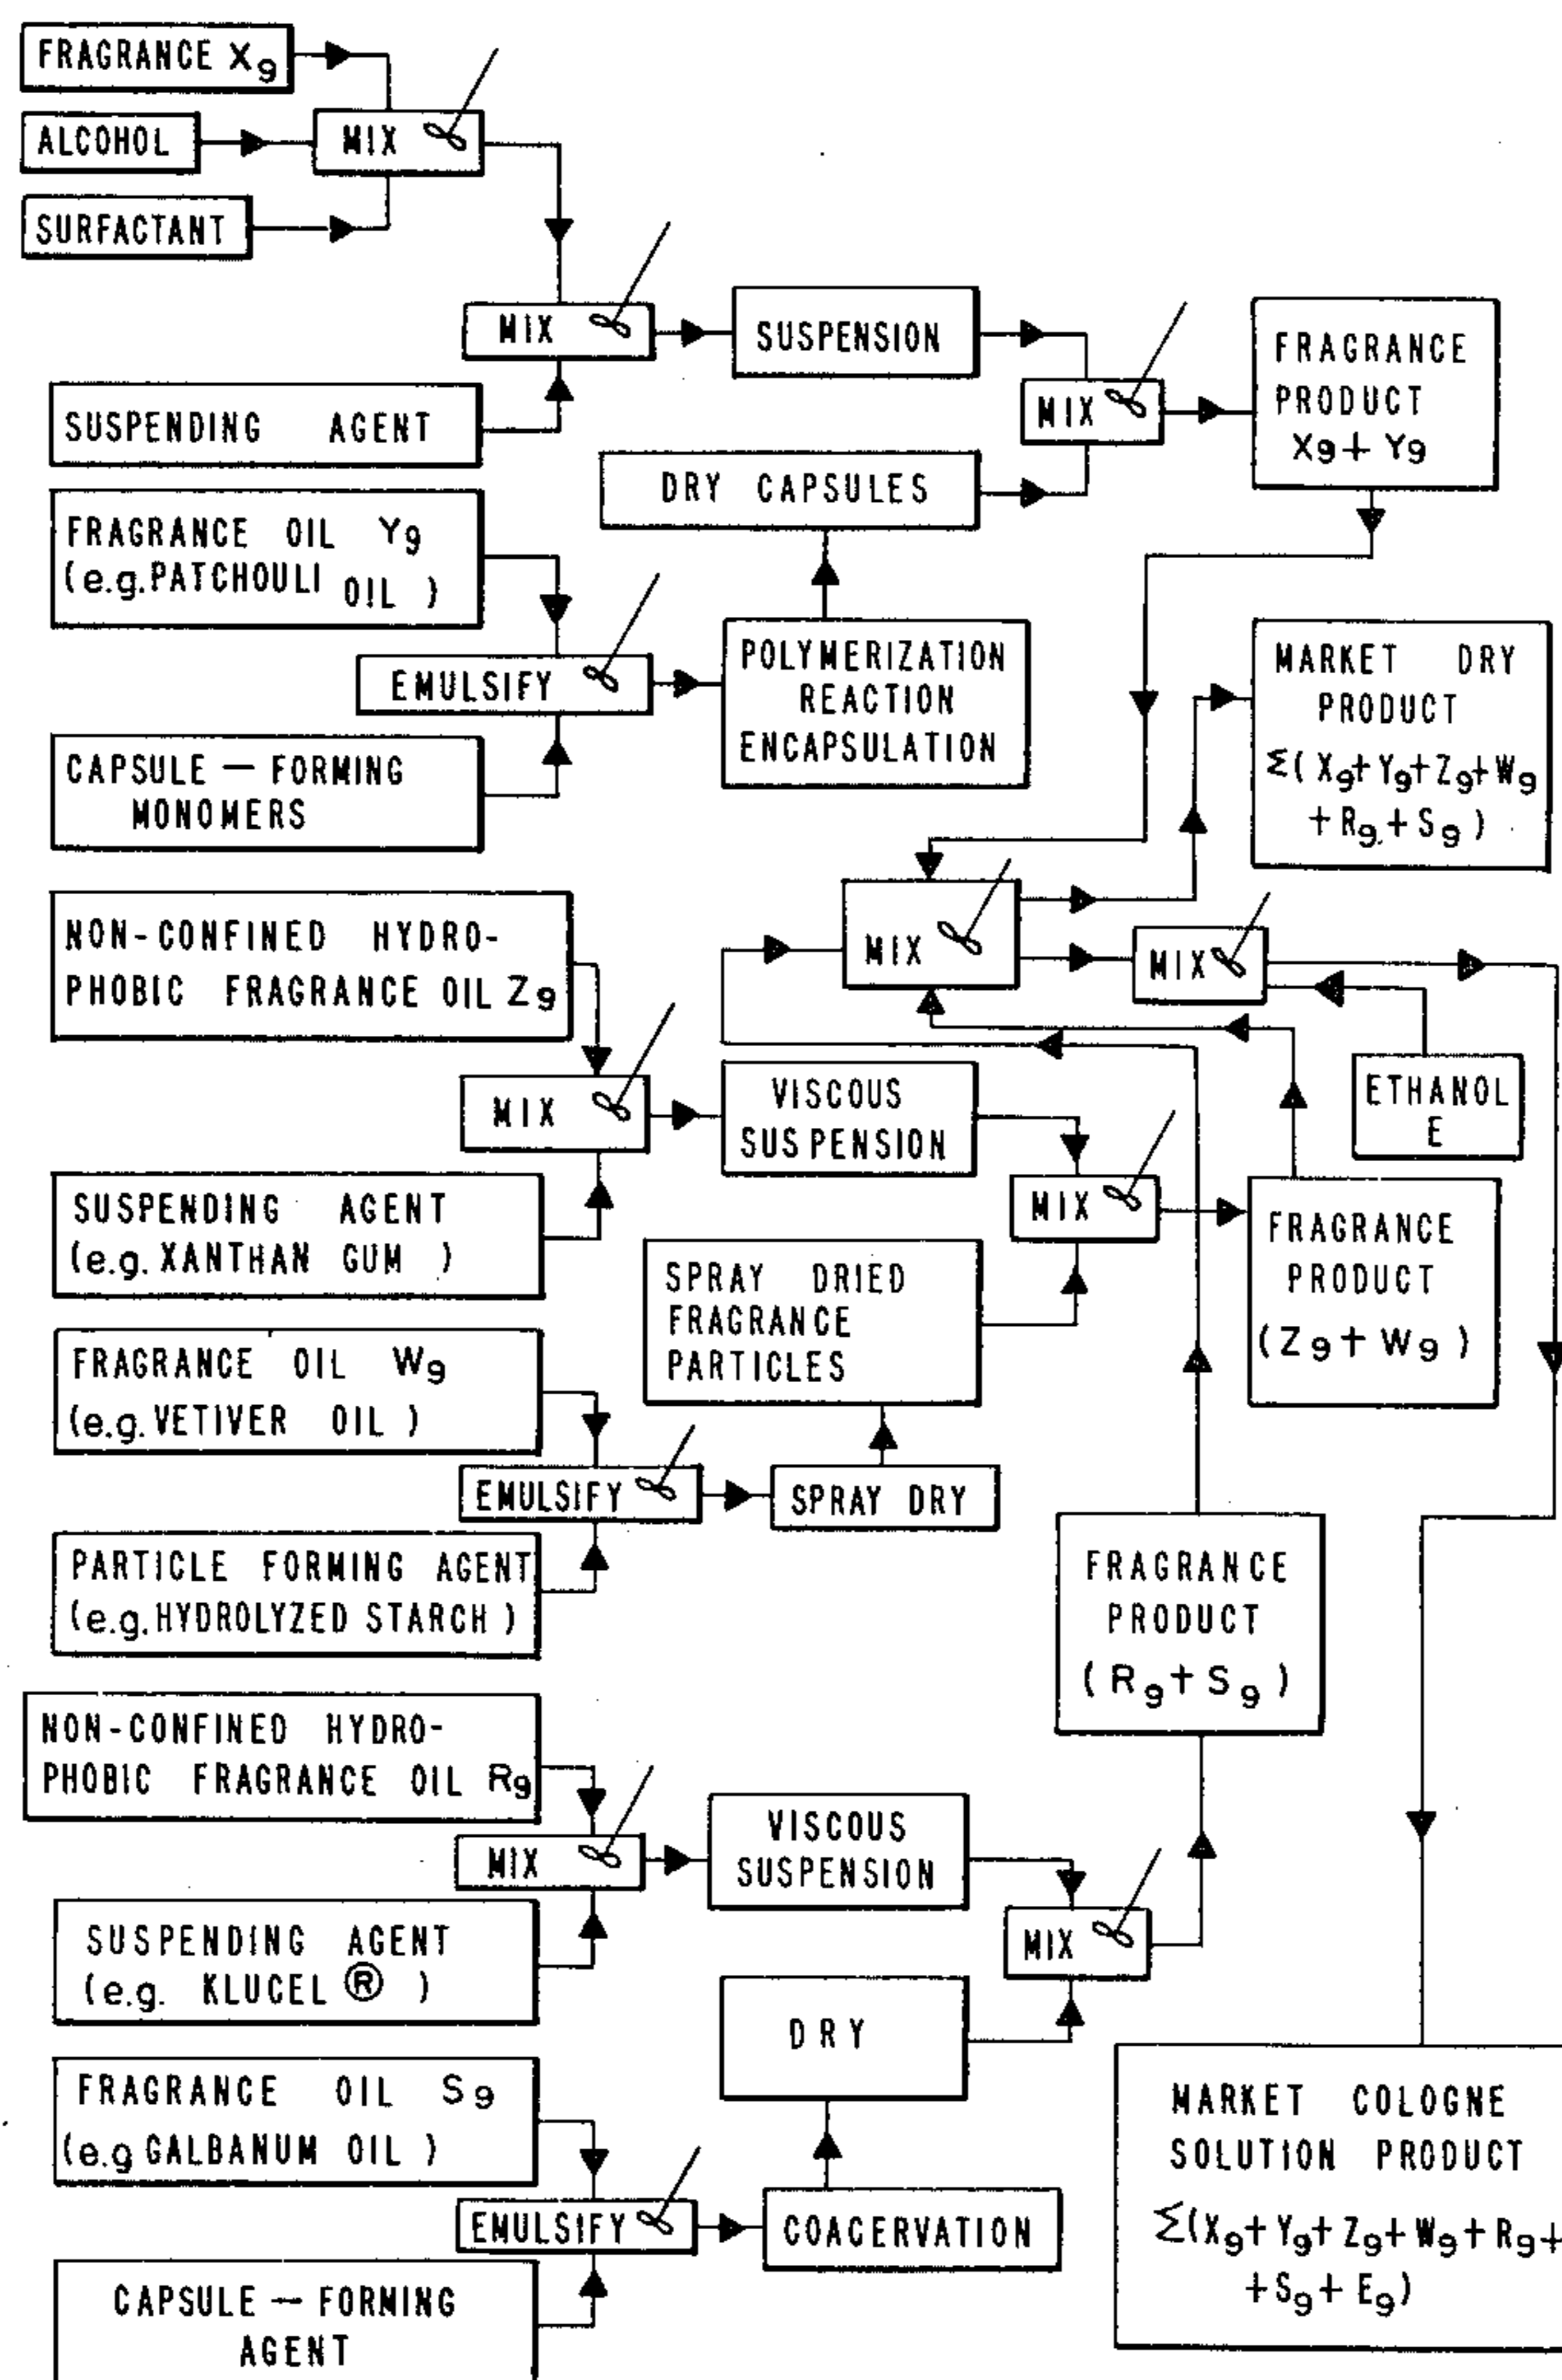 FRAGRANCE X9
ALCOHOL
MIX
SURFACTANT
MIX
SUSPENSION
SUSPENDING AGENT
MIX
FRAGRANCE
PRODUCT
X9 + Y9
DRY CAPSULES
FRAGRANCE OIL Y9
(e.g. PATCHOULI OIL )
EMULSIFY
POLYMERIZATION
REACTION
ENCAPSULATION
CAPSULE — FORMING
MONOMERS
MARKET DRY
PRODUCT
Σ( X9+Y9+Z9+W9
+ R9 + S9 )
NON-CONFINED HYDRO-
PHOBIC FRAGRANCE OIL Z9
MIX
MIX
ETHANOL
E
MIX
VISCOUS
SUSPENSION
SUSPENDING AGENT
(e.g. XANTHAN GUM )
MIX
FRAGRANCE
PRODUCT
( Z9 + W9 )
SPRAY DRIED
FRAGRANCE
PARTICLES
FRAGRANCE OIL W9
(e.g. VETIVER OIL )
EMULSIFY
SPRAY DRY
PARTICLE FORMING AGENT
(e.g. HYDROLYZED STARCH )
FRAGRANCE
PRODUCT
( R9 + S9 )
NON-CONFINED HYDRO-
PHOBIC FRAGRANCE OIL R9
MIX
VISCOUS
SUSPENSION
SUSPENDING AGENT
(e.g. KLUCEL ® )
MIX
DRY
FRAGRANCE OIL S9
(e.g GALBANUM OIL )
EMULSIFY
COACERVATION
CAPSULE — FORMING
AGENT
MARKET COLOGNE
SOLUTION PRODUCT
Σ(X9+ Y9+ Z9 + W9 + R9 +
+ S9 + E9)